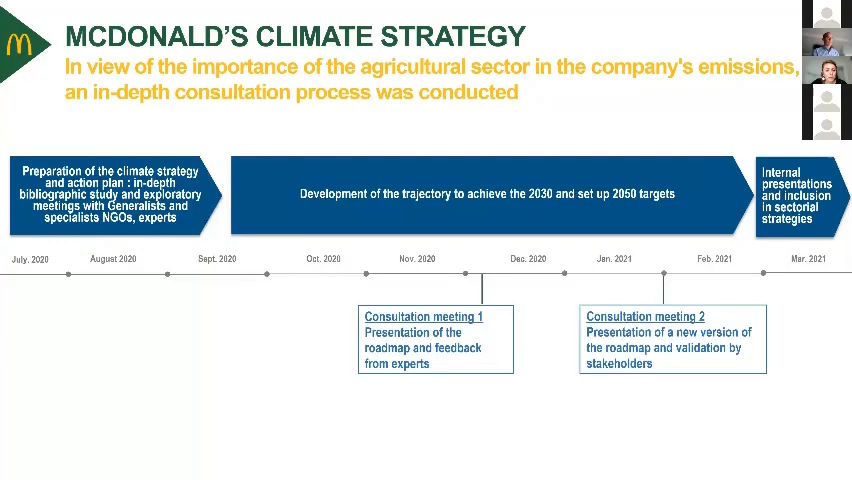 MCDONALD'S CLIMATE STRATEGY
In view of the importance of the agricultural sector in the company's emissions,
an in-depth consultation process was conducted
Preparation of the climate strategy
and action plan : in-depth
bibliographic study and exploratory
meetings with Generalists and
specialists NGOs, experts
Development of the trajectory to achieve the 2030 and set up 2050 targets
Internal
presentations
and inclusion
in sectorial
strategies
July. 2020
August 2020
Sept. 2020
Oct. 2020
Nov. 2020
Dec. 2020
Jan. 2021
Feb. 2021
Mar. 2021
Consultation meeting 1
Presentation of the
roadmap and feedback
from experts
Consultation meeting 2
Presentation of a new version of
the roadmap and validation by
stakeholders